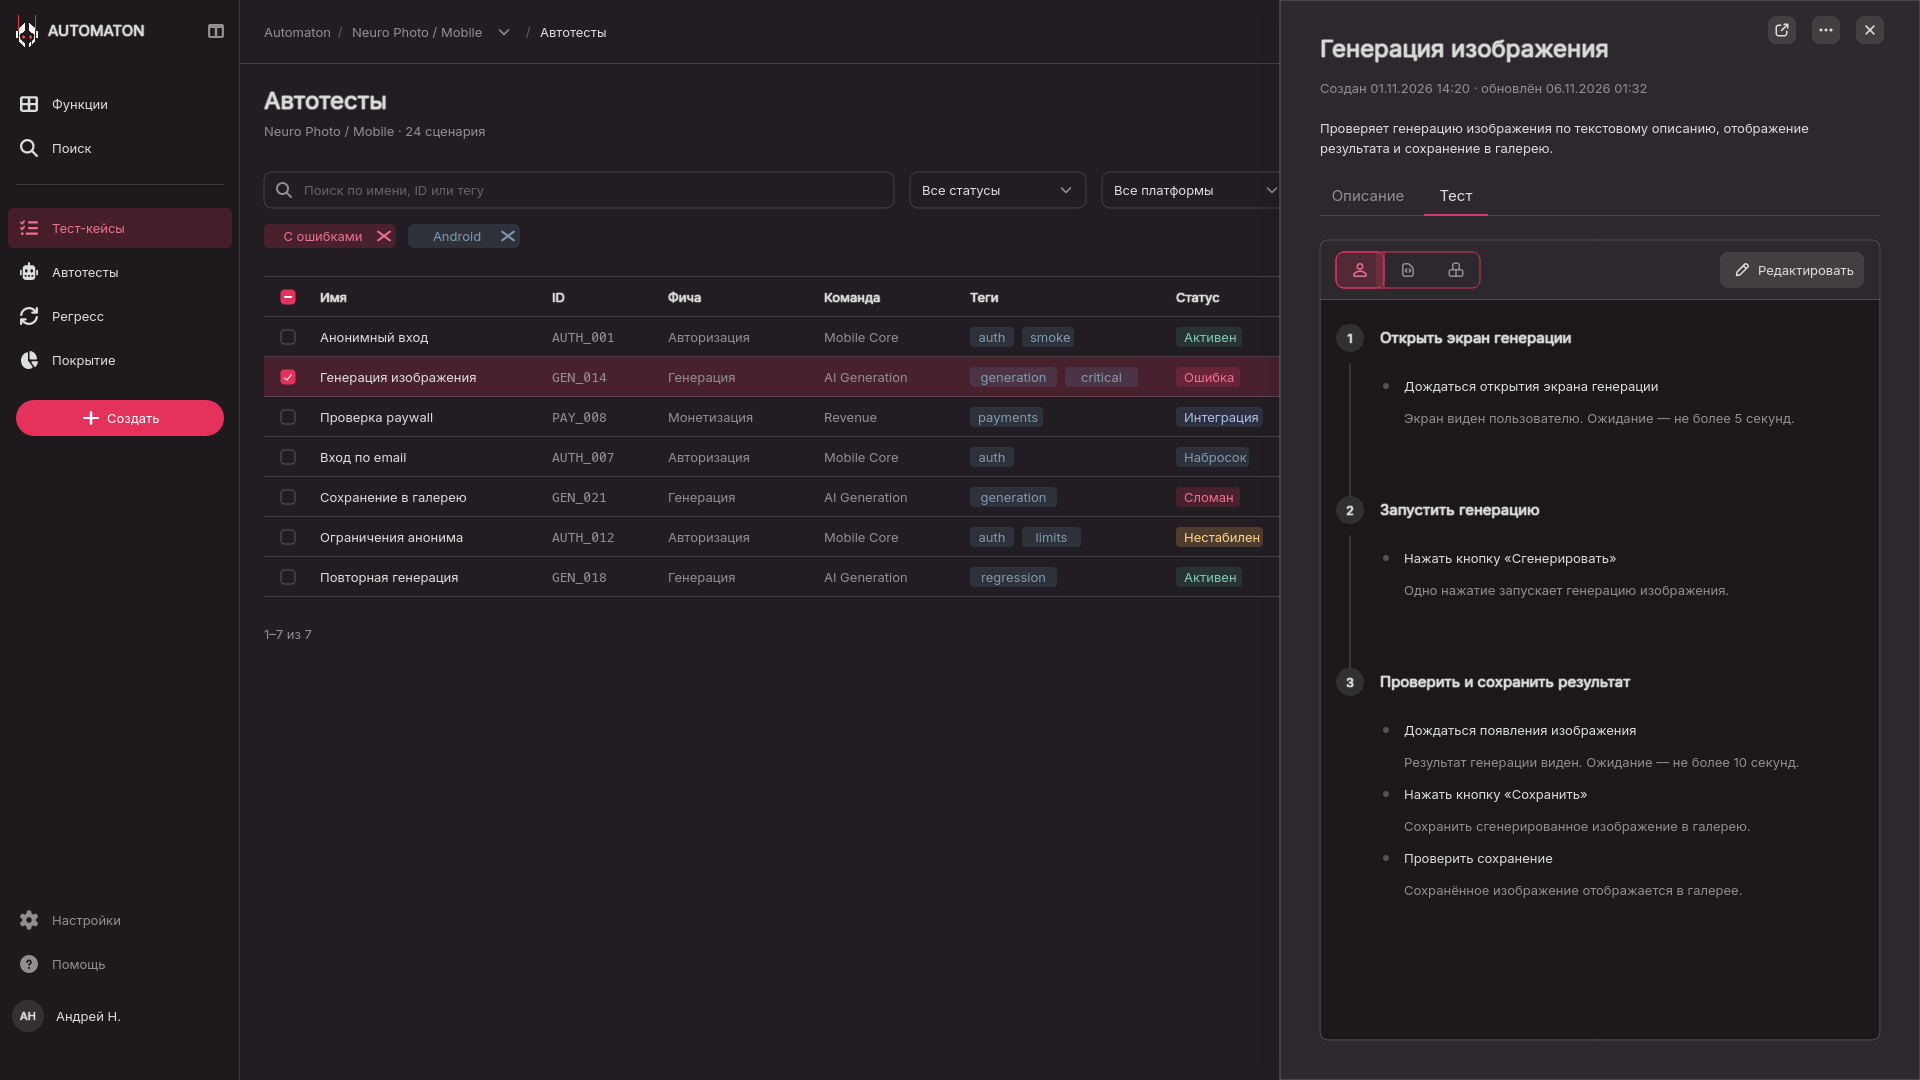 AUTOMATON
Функции
Поиск
Тест-кейсы
Автотесты
Регресс
Покрытие
Создать
Настройки
Помощь
АН
Андрей Н.
Automaton / Neuro Photo / Mobile / Автотесты
Автотесты
Neuro Photo / Mobile · 24 сценария
Поиск по имени, ID или тегу
Все статусы
Все платформы
С ошибками
Android
Имя ID Фича Команда Теги Статус
Анонимный вход AUTH_001 Авторизация Mobile Core auth smoke Активен
Генерация изображения GEN_014 Генерация AI Generation generation critical Ошибка
Проверка paywall PAY_008 Монетизация Revenue payments Интеграция
Вход по email AUTH_007 Авторизация Mobile Core auth Набросок
Сохранение в галерею GEN_021 Генерация AI Generation generation Сломан
Ограничения анонима AUTH_012 Авторизация Mobile Core auth limits Нестабилен
Повторная генерация GEN_018 Генерация AI Generation regression Активен
1–7 из 7
Генерация изображения
Создан 01.11.2026 14:20 · обновлён 06.11.2026 01:32
Проверяет генерацию изображения по текстовому описанию, отображение
результата и сохранение в галерею.
Описание
Тест
Редактировать
1 Открыть экран генерации
Дождаться открытия экрана генерации
Экран виден пользователю. Ожидание — не более 5 секунд.
2 Запустить генерацию
Нажать кнопку «Сгенерировать»
Одно нажатие запускает генерацию изображения.
3 Проверить и сохранить результат
Дождаться появления изображения
Результат генерации виден. Ожидание — не более 10 секунд.
Нажать кнопку «Сохранить»
Сохранить сгенерированное изображение в галерею.
Проверить сохранение
Сохранённое изображение отображается в галерее.